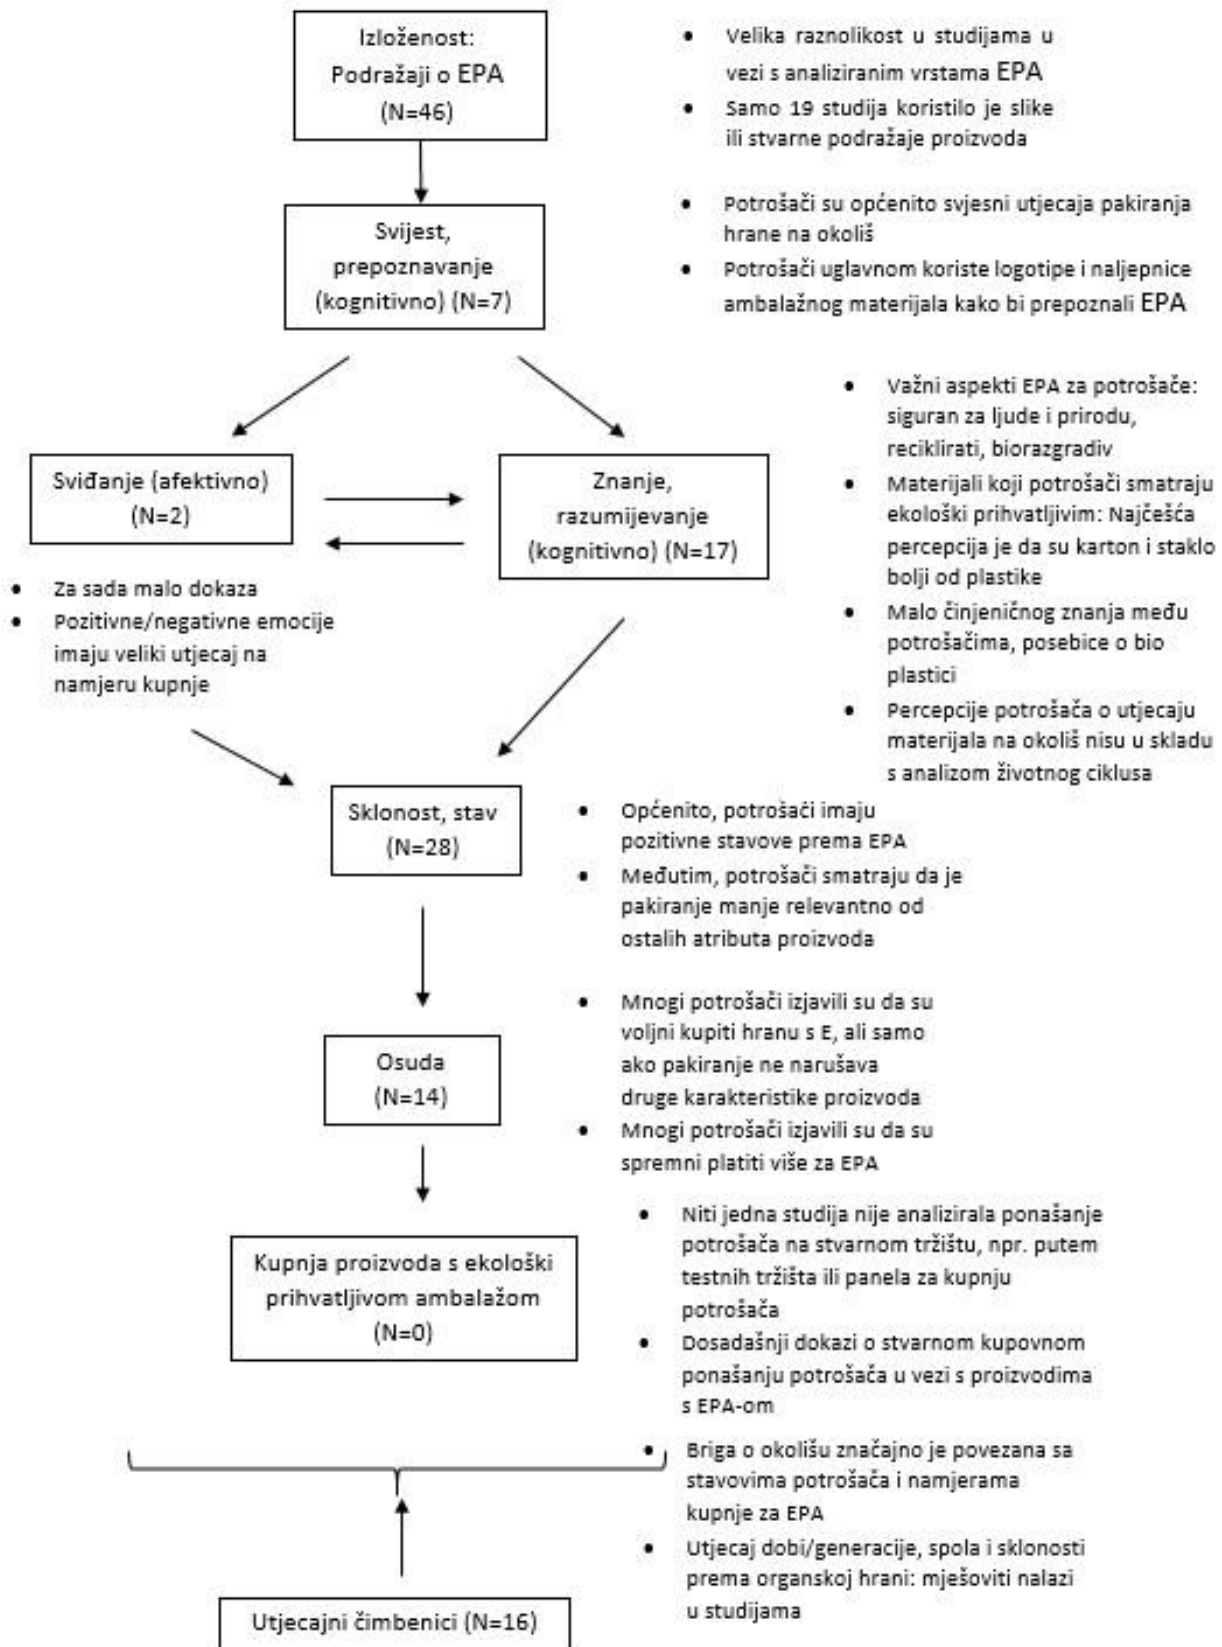 Izloženost:
Podražaji o EPA
(N=46)
• Velika raznolikost u studijama u
vezi s analiziranim vrstama EPA
• Samo 19 studija koristilo je slike
ili stvarne podražaje proizvoda
Svijest,
prepoznavanje
(kognitivno) (N=7)
• Potrošači su općenito svjesni utjecaja pakiranja
hrane na okoliš
• Potrošači uglavnom koriste logotipe i naljepnice
ambalažnog materijala kako bi prepoznali EPA
Sviđanje (afektivno)
(N=2)
• Za sada malo dokaza
• Pozitivne/negativne emocije
imaju veliki utjecaj na
namjeru kupnje
Znanje,
razumijevanje
(kognitivno) (N=17)
• Važni aspekti EPA za potrošače:
siguran za ljude i prirodu,
reciklirati, biorazgradiv
• Materijali koji potrošači smatraju
ekološki prihvatljivim: Najčešća
percepcija je da su karton i staklo
bolji od plastike
• Malo činjeničnog znanja među
potrošačima, posebice o bio
plastici
• Percepcije potrošača o utjecaju
materijala na okoliš nisu u skladu
s analizom životnog ciklusa
Sklonost, stav
(N=28)
• Općenito, potrošači imaju
pozitivne stavove prema EPA
• Međutim, potrošači smatraju da je
pakiranje manje relevantno od
ostalih atributa proizvoda
Osuda
(N=14)
• Mnogi potrošači izjavili su da su
voljni kupiti hranu s E, ali samo
ako pakiranje ne narušava
druge karakteristike proizvoda
• Mnogi potrošači izjavili su da su
spremni platiti više za EPA
Kupnja proizvoda s ekološki
prihvatljivom ambalažom
(N=0)
• Niti jedna studija nije analizirala ponašanje
potrošača na stvarnom tržištu, npr. putem
testnih tržišta ili panela za kupnju
potrošača
• Dosadašnji dokazi o stvarnom kupovnom
ponašanju potrošača u vezi s proizvodima
s EPA-om
• Briga o okolišu značajno je povezana sa
stavovima potrošača i namjerama
kupnje za EPA
• Utjecaj dobi/generacije, spola i sklonosti
prema organskoj hrani: mješoviti nalazi
u studijama
Utjecajni čimbenici (N=16)